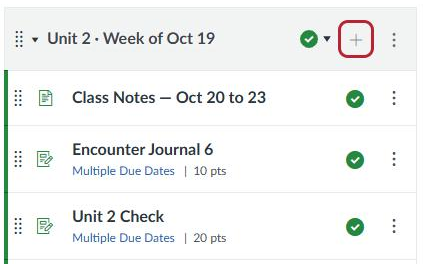 Unit 2 · Week of Oct 19
Class Notes — Oct 20 to 23
Encounter Journal 6
Multiple Due Dates | 10 pts
Unit 2 Check
Multiple Due Dates | 20 pts